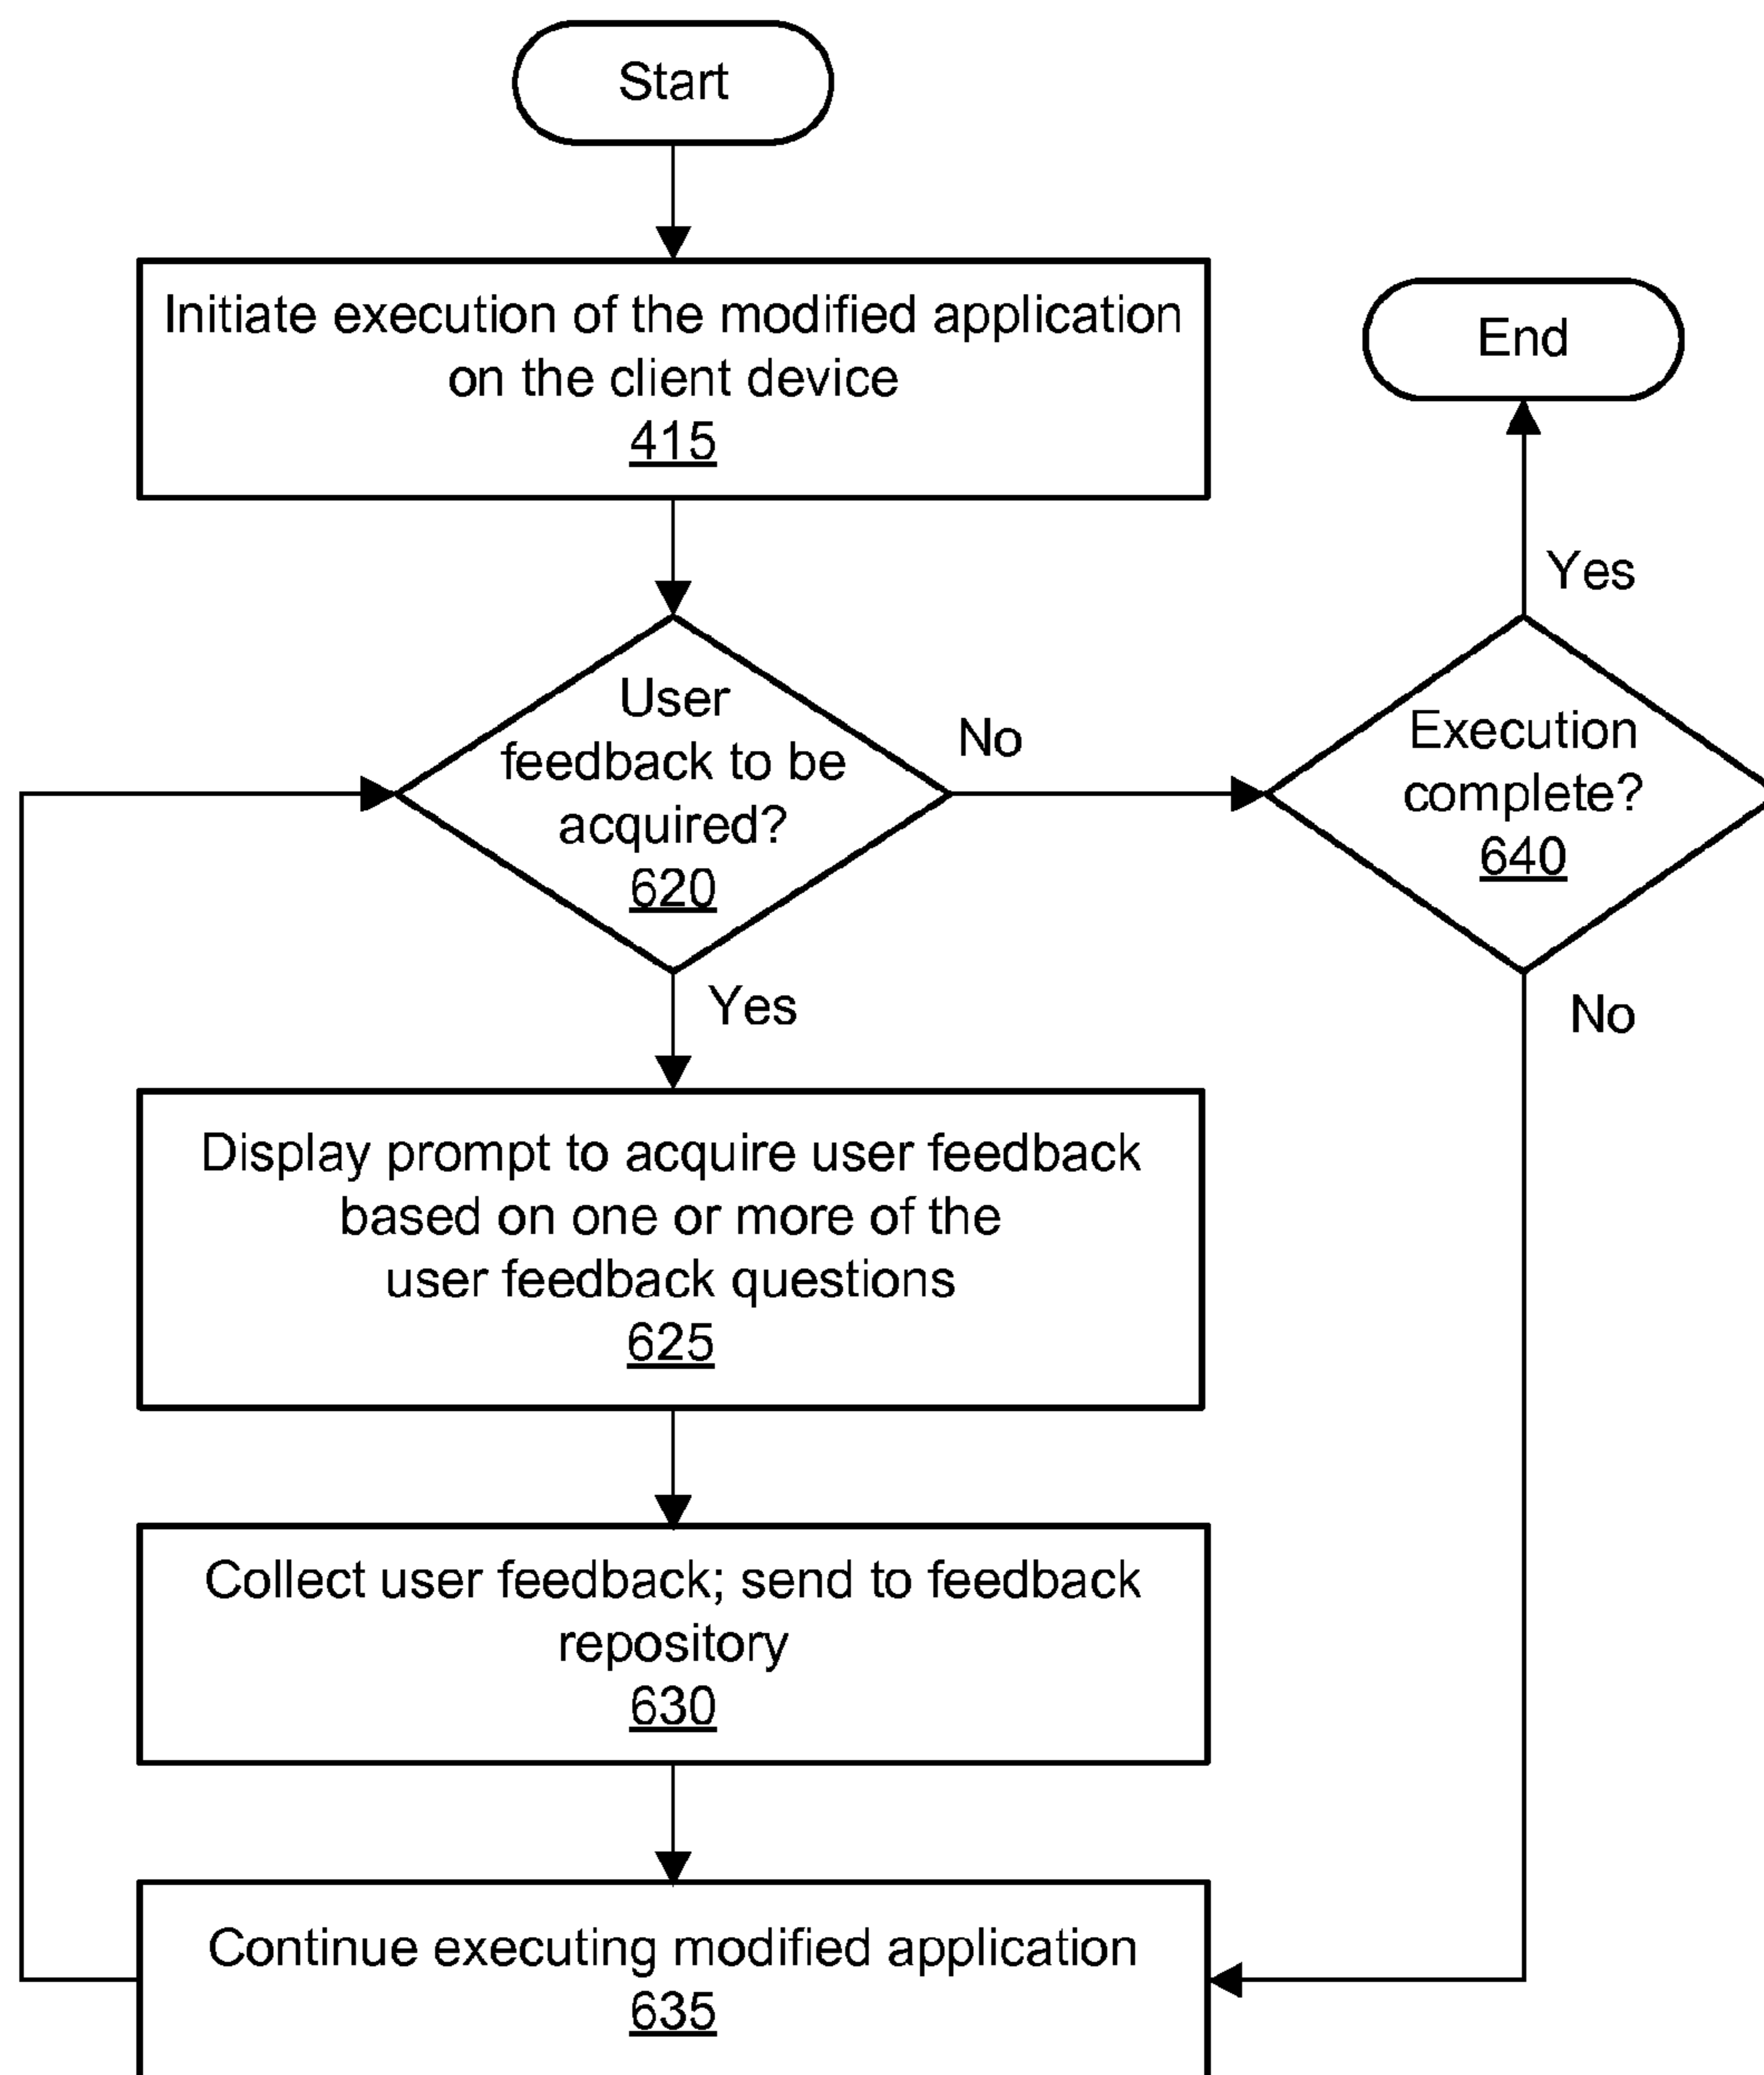 Start
Initiate execution of the modified application
on the client device
415
End
Yes
User
feedback to be
acquired?
620
No
Execution
complete?
640
Yes
No
Display prompt to acquire user feedback
based on one or more of the
user feedback questions
625
Collect user feedback; send to feedback
repository
630
Continue executing modified application
635